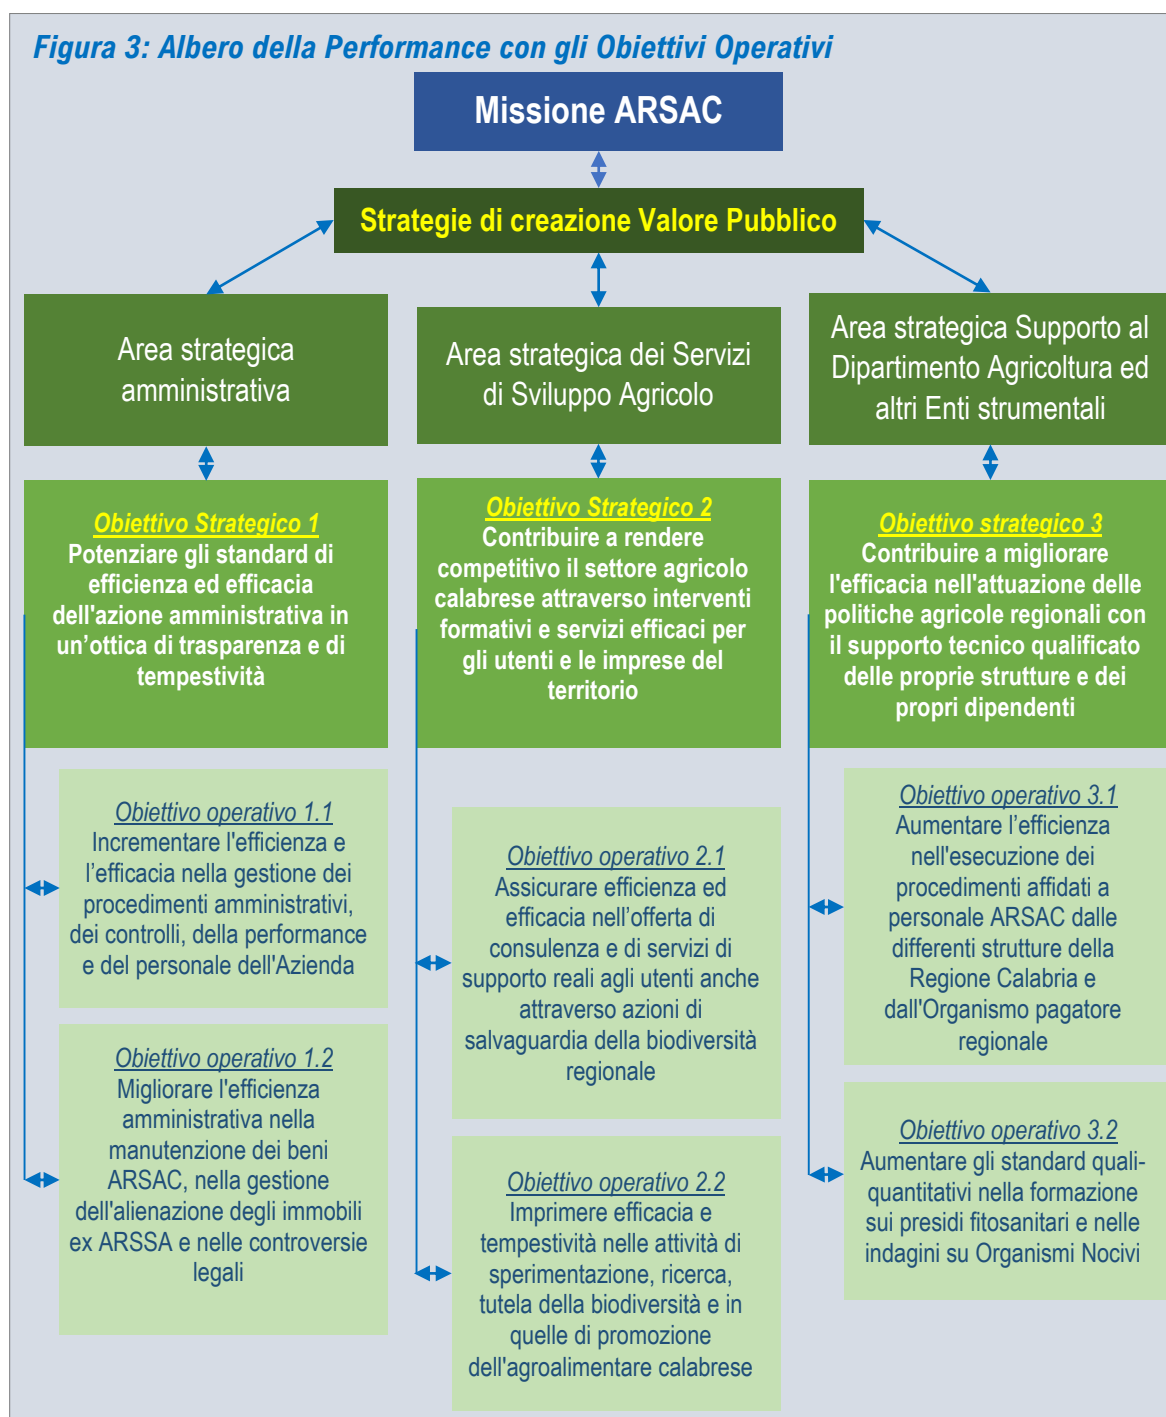 Figura 3: Albero della Performance con gli Obiettivi Operativi
Missione ARSAC
Strategie di creazione Valore Pubblico
Area strategica
amministrativa
Area strategica dei Servizi
di Sviluppo Agricolo
Area strategica Supporto al
Dipartimento Agricoltura ed
altri Enti strumentali
Obiettivo Strategico 1
Potenziare gli standard di
efficienza ed efficacia
dell'azione amministrativa in
un’ottica di trasparenza e di
tempestività
Obiettivo Strategico 2
Contribuire a rendere
competitivo il settore agricolo
calabrese attraverso interventi
formativi e servizi efficaci per
gli utenti e le imprese del
territorio
Obiettivo strategico 3
Contribuire a migliorare
l'efficacia nell'attuazione delle
politiche agricole regionali con
il supporto tecnico qualificato
delle proprie strutture e dei
propri dipendenti
Obiettivo operativo 1.1
Incrementare l'efficienza e
l’efficacia nella gestione dei
procedimenti amministrativi,
dei controlli, della performance
e del personale dell'Azienda
Obiettivo operativo 1.2
Migliorare l'efficienza
amministrativa nella
manutenzione dei beni
ARSAC, nella gestione
dell'alienazione degli immobili
ex ARSSA e nelle controversie
legali
Obiettivo operativo 2.1
Assicurare efficienza ed
efficacia nell’offerta di
consulenza e di servizi di
supporto reali agli utenti anche
attraverso azioni di
salvaguardia della biodiversità
regionale
Obiettivo operativo 2.2
Imprimere efficacia e
tempestività nelle attività di
sperimentazione, ricerca,
tutela della biodiversità e in
quelle di promozione
dell'agroalimentare calabrese
Obiettivo operativo 3.1
Aumentare l’efficienza
nell'esecuzione dei
procedimenti affidati a
personale ARSAC dalle
differenti strutture della
Regione Calabria e
dall'Organismo pagatore
regionale
Obiettivo operativo 3.2
Aumentare gli standard quali-
quantitativi nella formazione
sui presidi fitosanitari e nelle
indagini su Organismi Nocivi